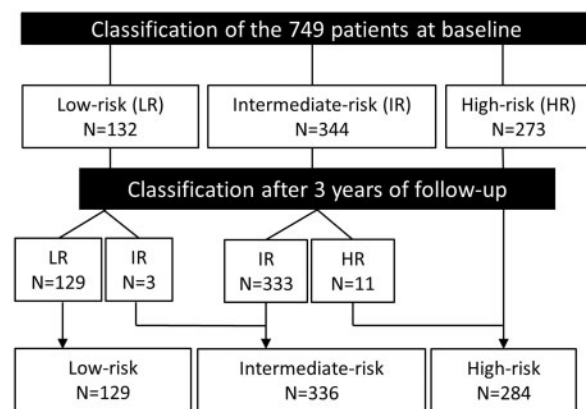 Classification of the 749 patients at baseline
Low-risk (LR)
N=132
Intermediate-risk (IR)
N=344
High-risk (HR)
N=273
Classification after 3 years of follow-up
LR
N=129
IR
N=3
IR
N=333
HR
N=11
Low-risk
N=129
Intermediate-risk
N=336
High-risk
N=284